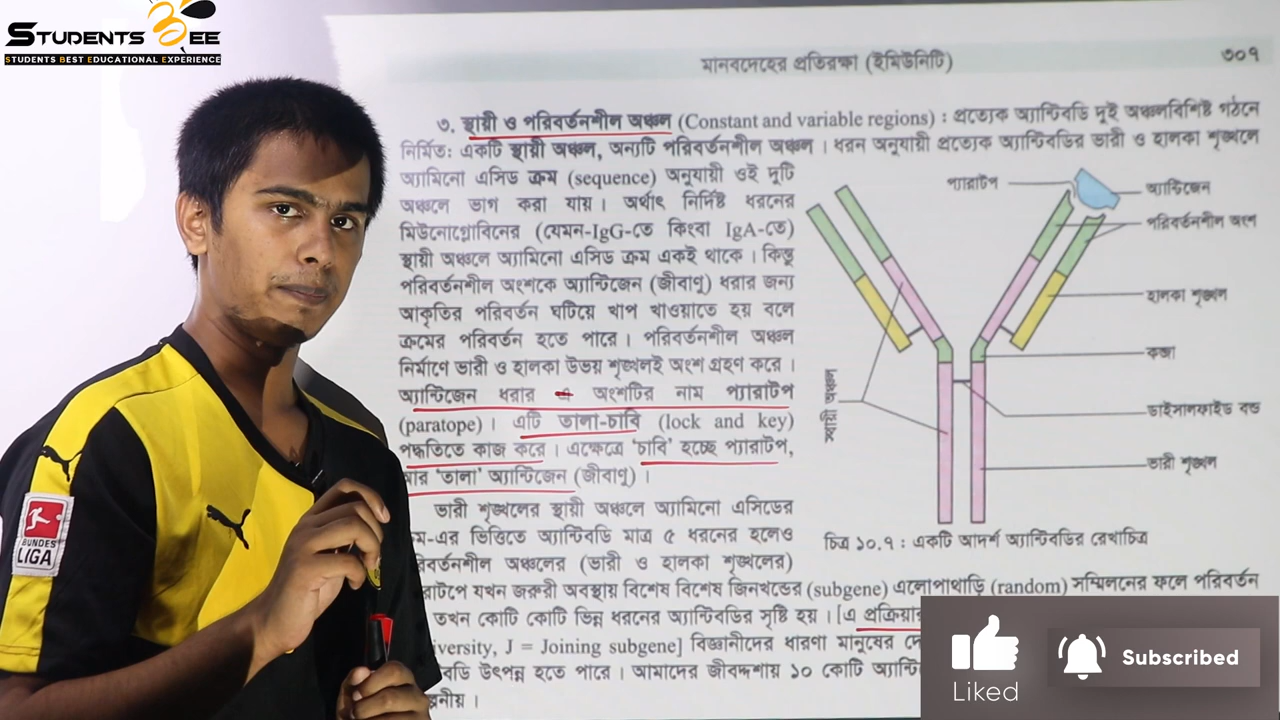 STUDENTS BEE
STUDENTS BEST EDUCATIONAL EXPERIENCE
মানবদেহের প্রতিরক্ষা (ইমিউনিটি)
৩০৭
৩. স্থায়ী ও পরিবর্তনশীল অঞ্চল (Constant and variable regions) : প্রত্যেক অ্যান্টিবডি দুই অঞ্চলবিশিষ্ট গঠনে
নির্মিত: একটি স্থায়ী অঞ্চল, অন্যটি পরিবর্তনশীল অঞ্চল। ধরন অনুযায়ী প্রত্যেক অ্যান্টিবডির ভারী ও হালকা শৃঙ্খলে
অ্যামিনো এসিড ক্রম (sequence) অনুযায়ী ওই দুটি
অঞ্চলে ভাগ করা যায়। অর্থাৎ নির্দিষ্ট ধরনের
মিউনোগ্লোবিনের (যেমন-IgG-তে কিংবা IgA-তে)
স্থায়ী অঞ্চলে অ্যামিনো এসিড ক্রম একই থাকে। কিন্তু
পরিবর্তনশীল অংশকে অ্যান্টিজেন (জীবাণু) ধরার জন্য
আকৃতির পরিবর্তন ঘটিয়ে খাপ খাওয়াতে হয় বলে
ক্রমের পরিবর্তন হতে পারে। পরিবর্তনশীল অঞ্চল
নির্মাণে ভারী ও হালকা উভয় শৃঙ্খলই অংশ গ্রহণ করে।
অ্যান্টিজেন ধরার এ অংশটির নাম প্যারাটপ
(paratope)। এটি তালা-চাবি (lock and key)
পদ্ধতিতে কাজ করে। এক্ষেত্রে ‘চাবি’ হচ্ছে প্যারাটপ,
আর ‘তালা’ অ্যান্টিজেন (জীবাণু)।
প্যারাটপ
অ্যান্টিজেন
পরিবর্তনশীল অংশ
হালকা শৃঙ্খল
কব্জা
ডাইসালফাইড বন্ড
ভারী শৃঙ্খল
স্থায়ী অঞ্চল
চিত্র ১০.৭ : একটি আদর্শ অ্যান্টিবডির রেখাচিত্র
ভারী শৃঙ্খলের স্থায়ী অঞ্চলে অ্যামিনো এসিডের
ম-এর ভিত্তিতে অ্যান্টিবডি মাত্র ৫ ধরনের হলেও
রিবর্তনশীল অঞ্চলের (ভারী ও হালকা শৃঙ্খলের)
রাটপে যখন জরুরী অবস্থায় বিশেষ বিশেষ জিনখন্ডের (subgene) এলোপাথাড়ি (random) সম্মিলনের ফলে পরিবর্তন
তখন কোটি কোটি ভিন্ন ধরনের অ্যান্টিবডির সৃষ্টি হয়। [এ প্রক্রিয়ার
iversity, J = Joining subgene] বিজ্ঞানীদের ধারণা মানুষের দে
বডি উৎপন্ন হতে পারে। আমাদের জীবদ্দশায় ১০ কোটি অ্যান্টি
নীয়।
Liked
Subscribed
BUNDES
LIGA